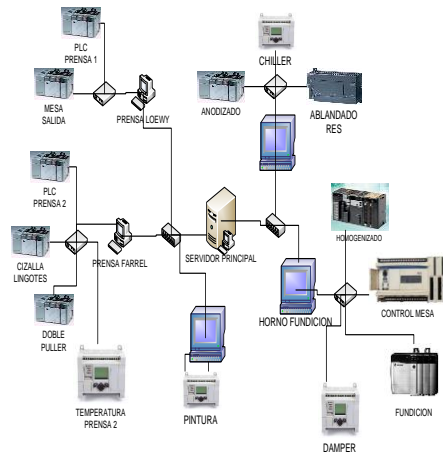 PLC
PRENSA 1
CHILLER
MESA
SALIDA
PRENSA LOEWY
ANODIZADO
ABLANDADO
RES
PLC
PRENSA 2
HOMOGENIZADO
CIZALLA
LINGOTES
PRENSA FARREL
SERVIDOR PRINCIPAL
CONTROL MESA
HORNO FUNDICION
DOBLE
PULLER
TEMPERATURA
PRENSA 2
PINTURA
FUNDICION
DAMPER